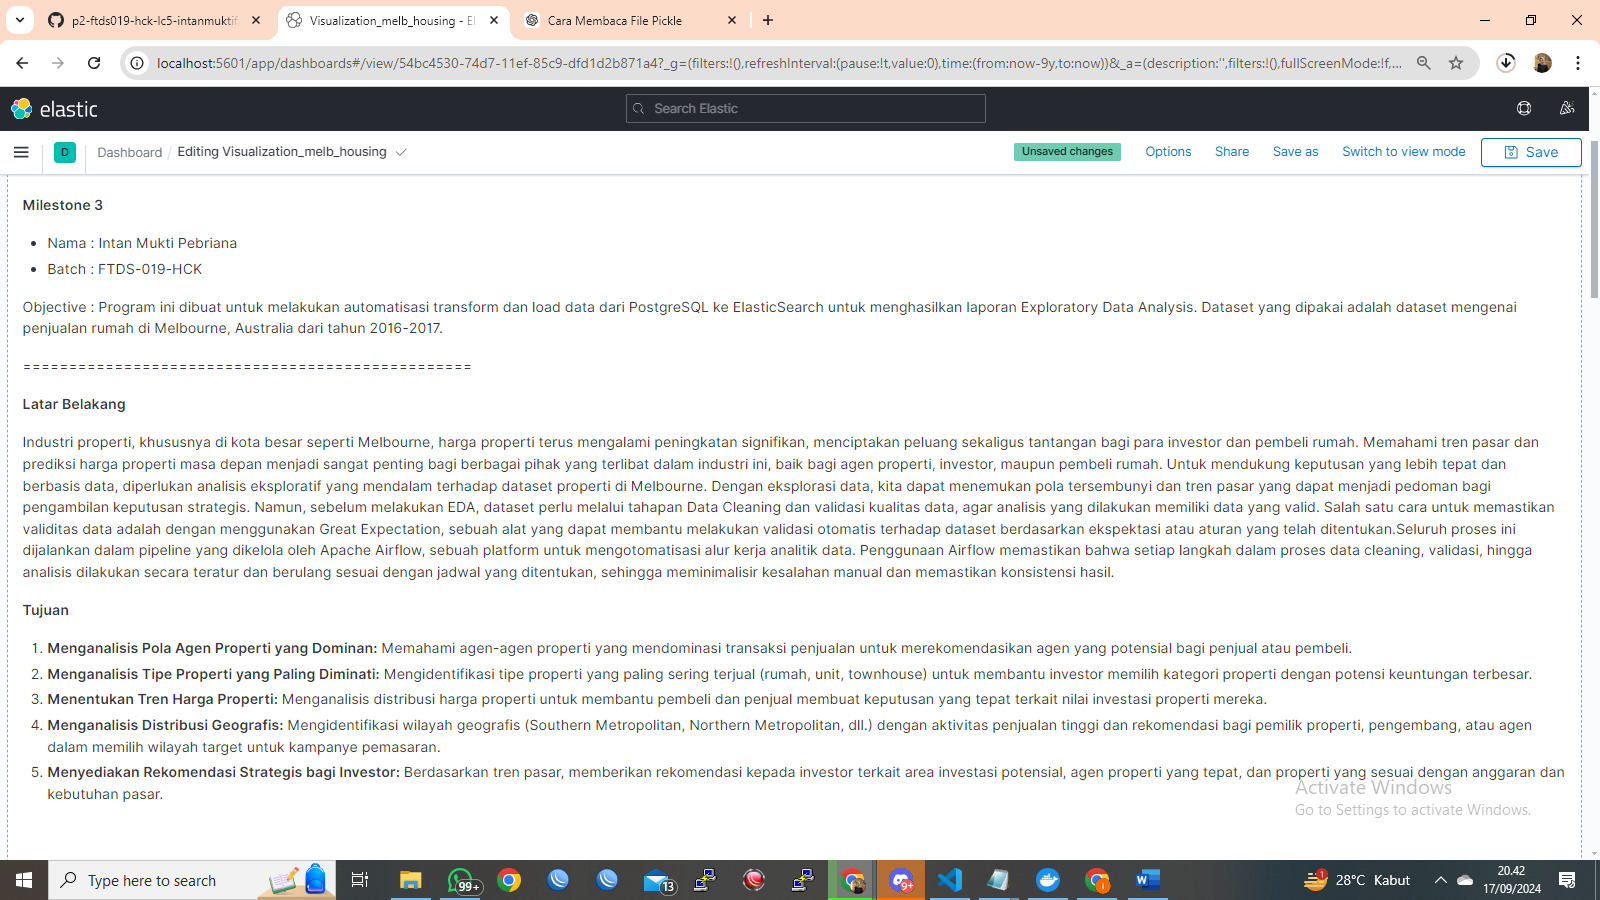 p2-ftds019-hck-lc5-intanmuktif
Visualization_melb_housing - El
Cara Membaca File Pickle
localhost:5601/app/dashboards#/view/54bc4530-74d7-11ef-85c9-dfd1d2b871a4?_g=(filters:!(),refreshInterval:(pause:!t,value:0),time:(from:now-9y,to:now))&_a=(description:'',filters:!(),fullScreenMode:!f,...
elastic
Search Elastic
D
Dashboard / Editing Visualization_melb_housing
Unsaved changes
Options
Share
Save as
Switch to view mode
Save
Milestone 3
• Nama : Intan Mukti Pebriana
• Batch : FTDS-019-HCK
Objective : Program ini dibuat untuk melakukan automatisasi transform dan load data dari PostgreSQL ke ElasticSearch untuk menghasilkan laporan Exploratory Data Analysis. Dataset yang dipakai adalah dataset mengenai
penjualan rumah di Melbourne, Australia dari tahun 2016-2017.
=================================================
Latar Belakang
Industri properti, khususnya di kota besar seperti Melbourne, harga properti terus mengalami peningkatan signifikan, menciptakan peluang sekaligus tantangan bagi para investor dan pembeli rumah. Memahami tren pasar dan
prediksi harga properti masa depan menjadi sangat penting bagi berbagai pihak yang terlibat dalam industri ini, baik bagi agen properti, investor, maupun pembeli rumah. Untuk mendukung keputusan yang lebih tepat dan
berbasis data, diperlukan analisis eksploratif yang mendalam terhadap dataset properti di Melbourne. Dengan eksplorasi data, kita dapat menemukan pola tersembunyi dan tren pasar yang dapat menjadi pedoman bagi
pengambilan keputusan strategis. Namun, sebelum melakukan EDA, dataset perlu melalui tahapan Data Cleaning dan validasi kualitas data, agar analisis yang dilakukan memiliki data yang valid. Salah satu cara untuk memastikan
validitas data adalah dengan menggunakan Great Expectation, sebuah alat yang dapat membantu melakukan validasi otomatis terhadap dataset berdasarkan ekspektasi atau aturan yang telah ditentukan.Seluruh proses ini
dijalankan dalam pipeline yang dikelola oleh Apache Airflow, sebuah platform untuk mengotomatisasi alur kerja analitik data. Penggunaan Airflow memastikan bahwa setiap langkah dalam proses data cleaning, validasi, hingga
analisis dilakukan secara teratur dan berulang sesuai dengan jadwal yang ditentukan, sehingga meminimalisir kesalahan manual dan memastikan konsistensi hasil.
Tujuan
1. Menganalisis Pola Agen Properti yang Dominan: Memahami agen-agen properti yang mendominasi transaksi penjualan untuk merekomendasikan agen yang potensial bagi penjual atau pembeli.
2. Menganalisis Tipe Properti yang Paling Diminati: Mengidentifikasi tipe properti yang paling sering terjual (rumah, unit, townhouse) untuk membantu investor memilih kategori properti dengan potensi keuntungan terbesar.
3. Menentukan Tren Harga Properti: Menganalisis distribusi harga properti untuk membantu pembeli dan penjual membuat keputusan yang tepat terkait nilai investasi properti mereka.
4. Menganalisis Distribusi Geografis: Mengidentifikasi wilayah geografis (Southern Metropolitan, Northern Metropolitan, dll.) dengan aktivitas penjualan tinggi dan rekomendasi bagi pemilik properti, pengembang, atau agen
dalam memilih wilayah target untuk kampanye pemasaran.
5. Menyediakan Rekomendasi Strategis bagi Investor: Berdasarkan tren pasar, memberikan rekomendasi kepada investor terkait area investasi potensial, agen properti yang tepat, dan properti yang sesuai dengan anggaran dan
kebutuhan pasar.
Activate Windows
Go to Settings to activate Windows.
Type here to search
99+
13
9+
1
28°C Kabut
20.42
17/09/2024